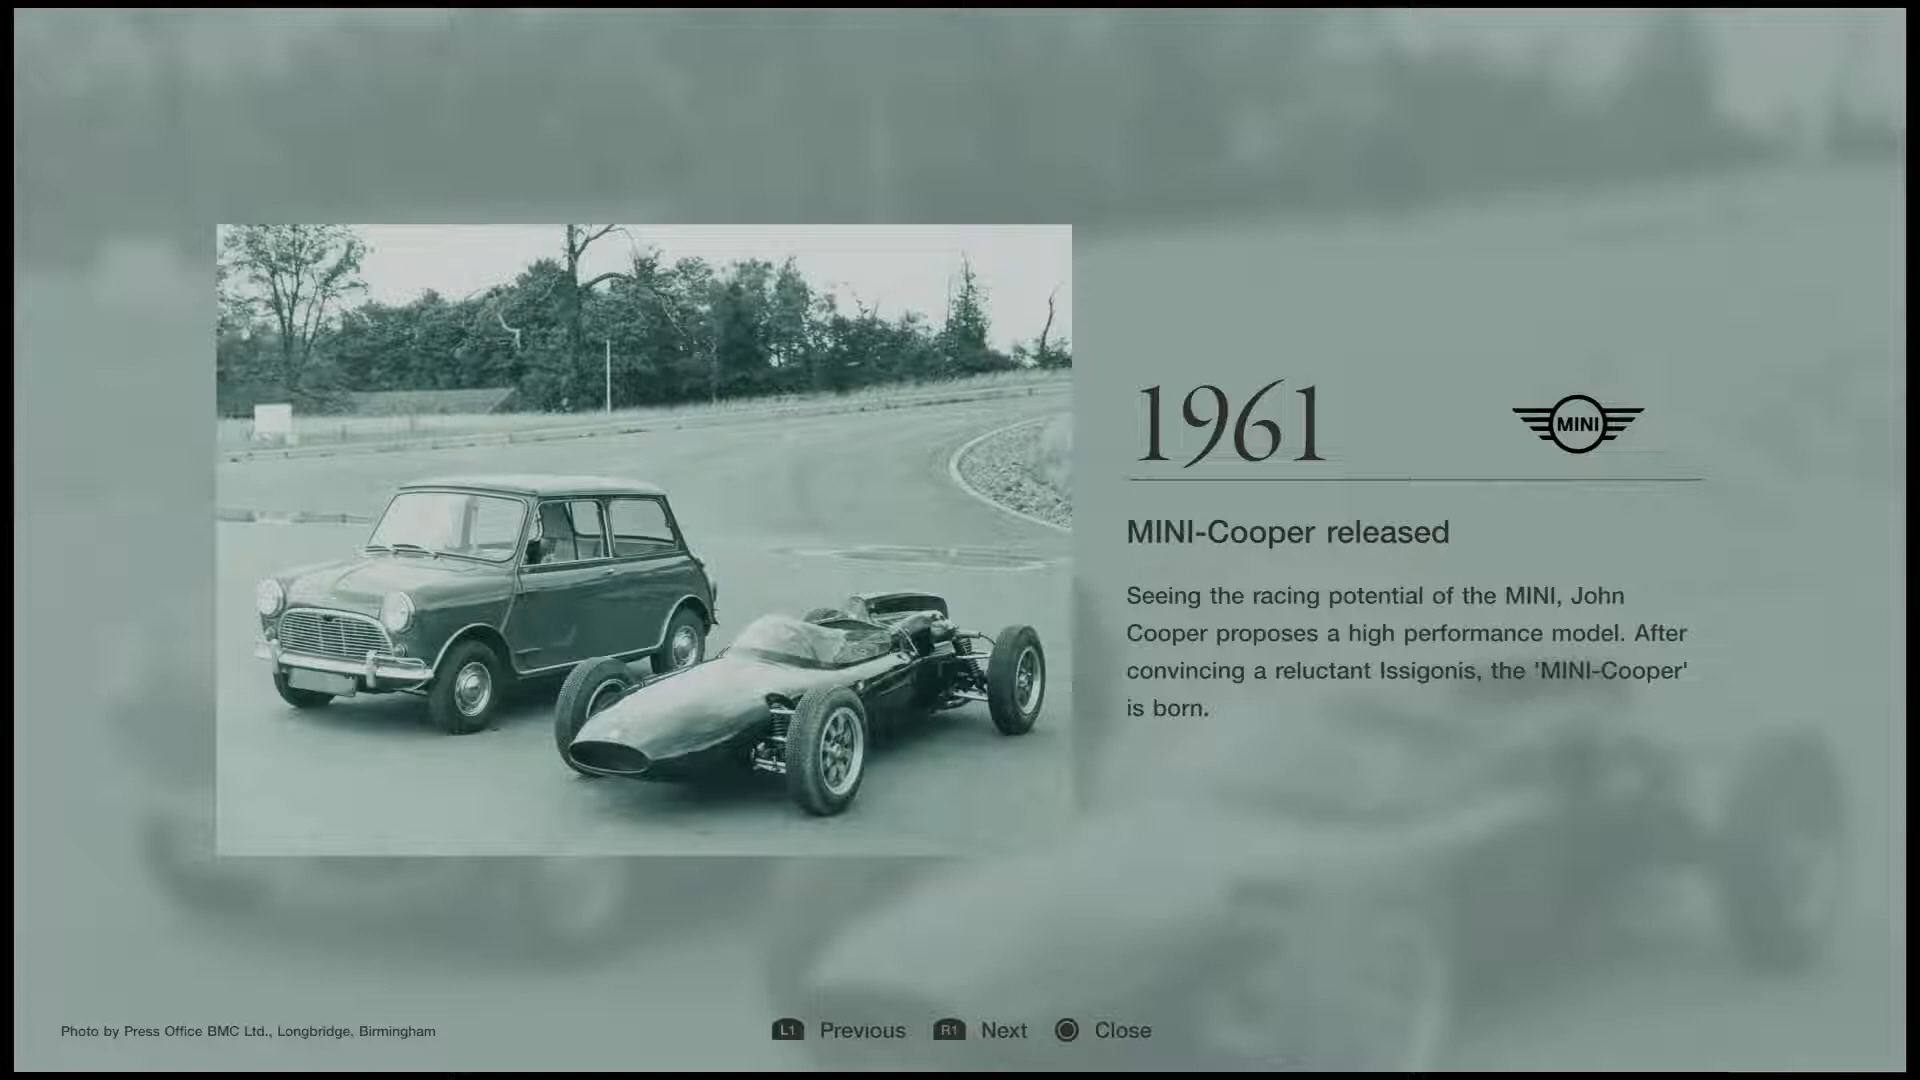 1961
MINI
MINI-Cooper released
Seeing the racing potential of the MINI, John
Cooper proposes a high performance model. After
convincing a reluctant Issigonis, the 'MINI-Cooper'
is born.
Photo by Press Office BMC Ltd., Longbridge, Birmingham
L1 Previous R1 Next Close